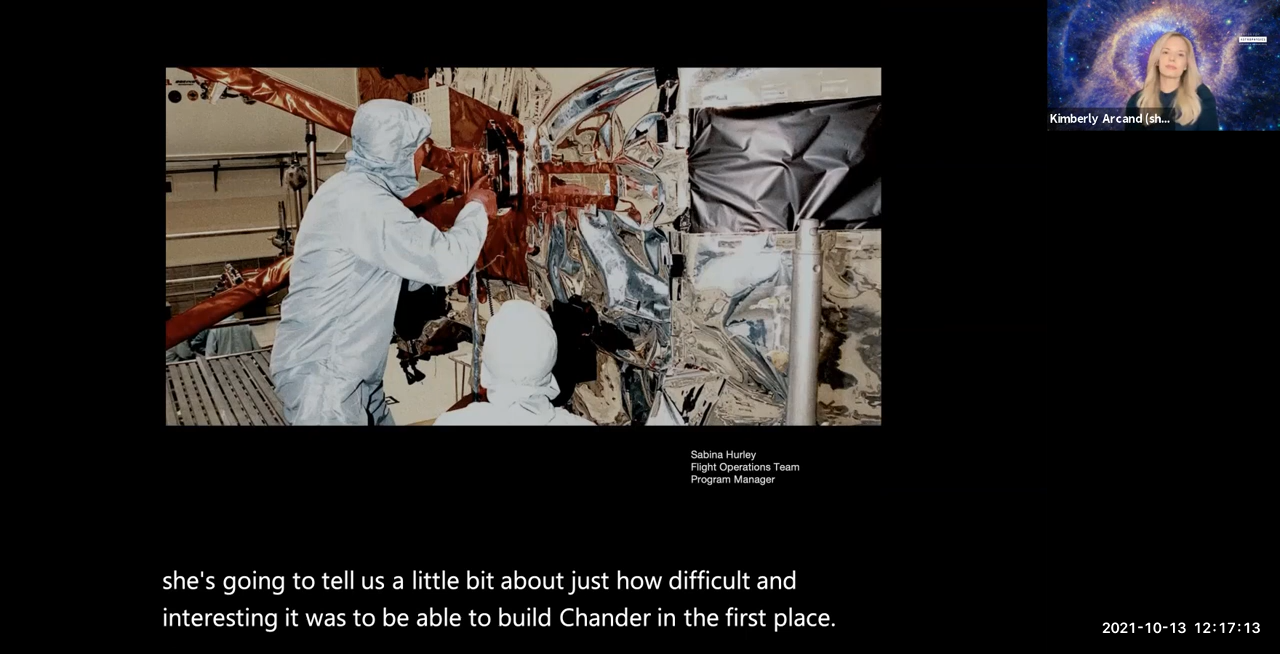 Kimberly Arcand (sh...
Sabina Hurley
Flight Operations Team
Program Manager
she's going to tell us a little bit about just how difficult and
interesting it was to be able to build Chander in the first place.
2021-10-13 12:17:13